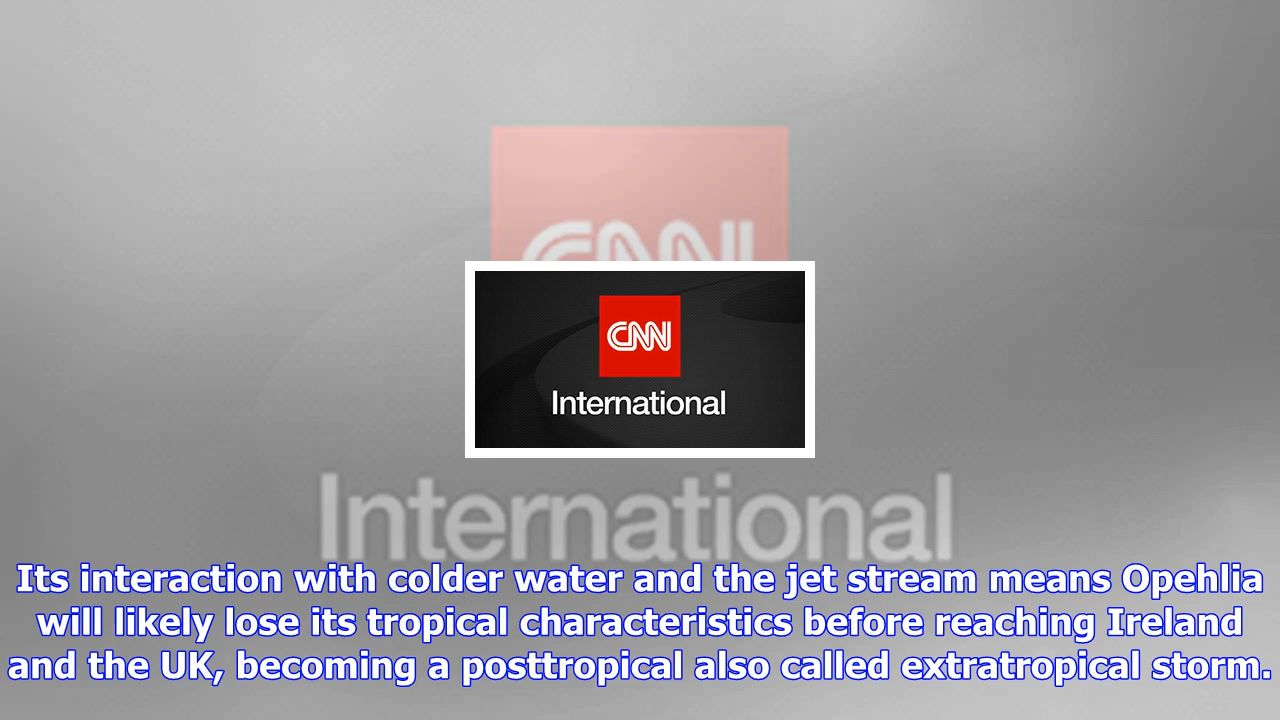 CNN
CNN
International
International
Its interaction with colder water and the jet stream means Opehlia
will likely lose its tropical characteristics before reaching Ireland
and the UK, becoming a posttropical also called extratropical storm.